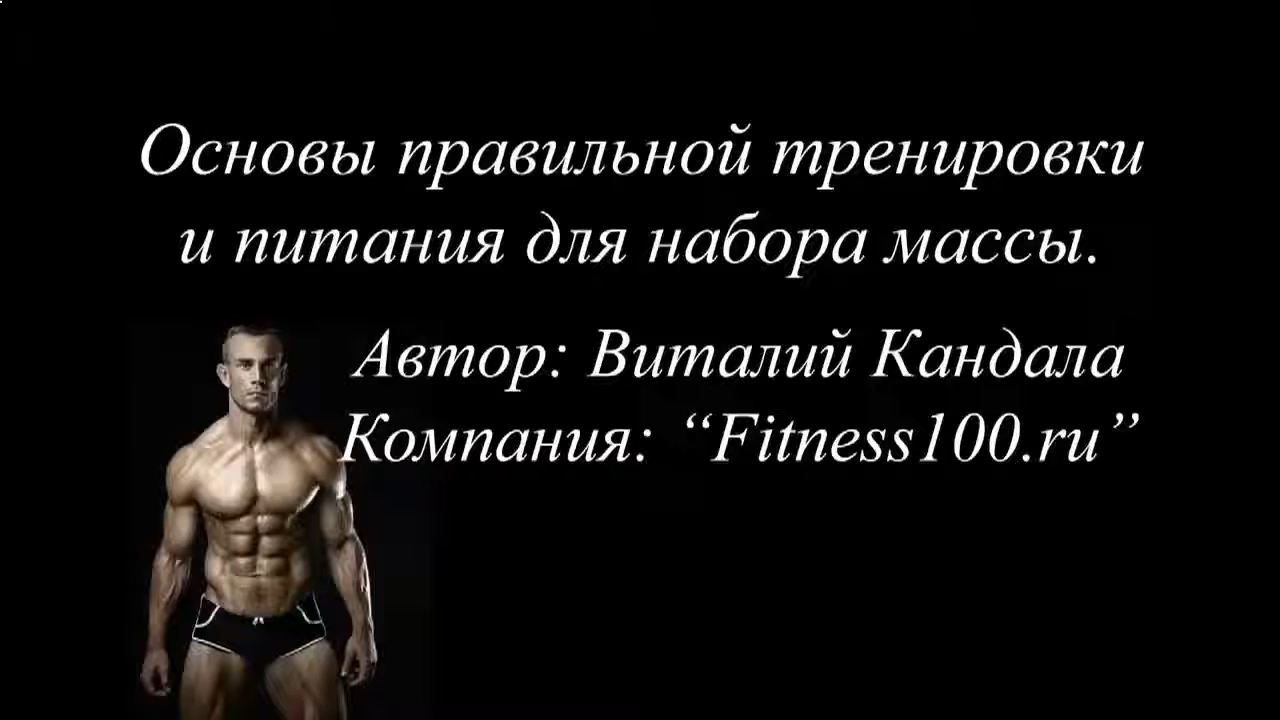 Основы правильной тренировки
и питания для набора массы.
Автор: Виталий Кандала
Компания: “Fitness100.ru”